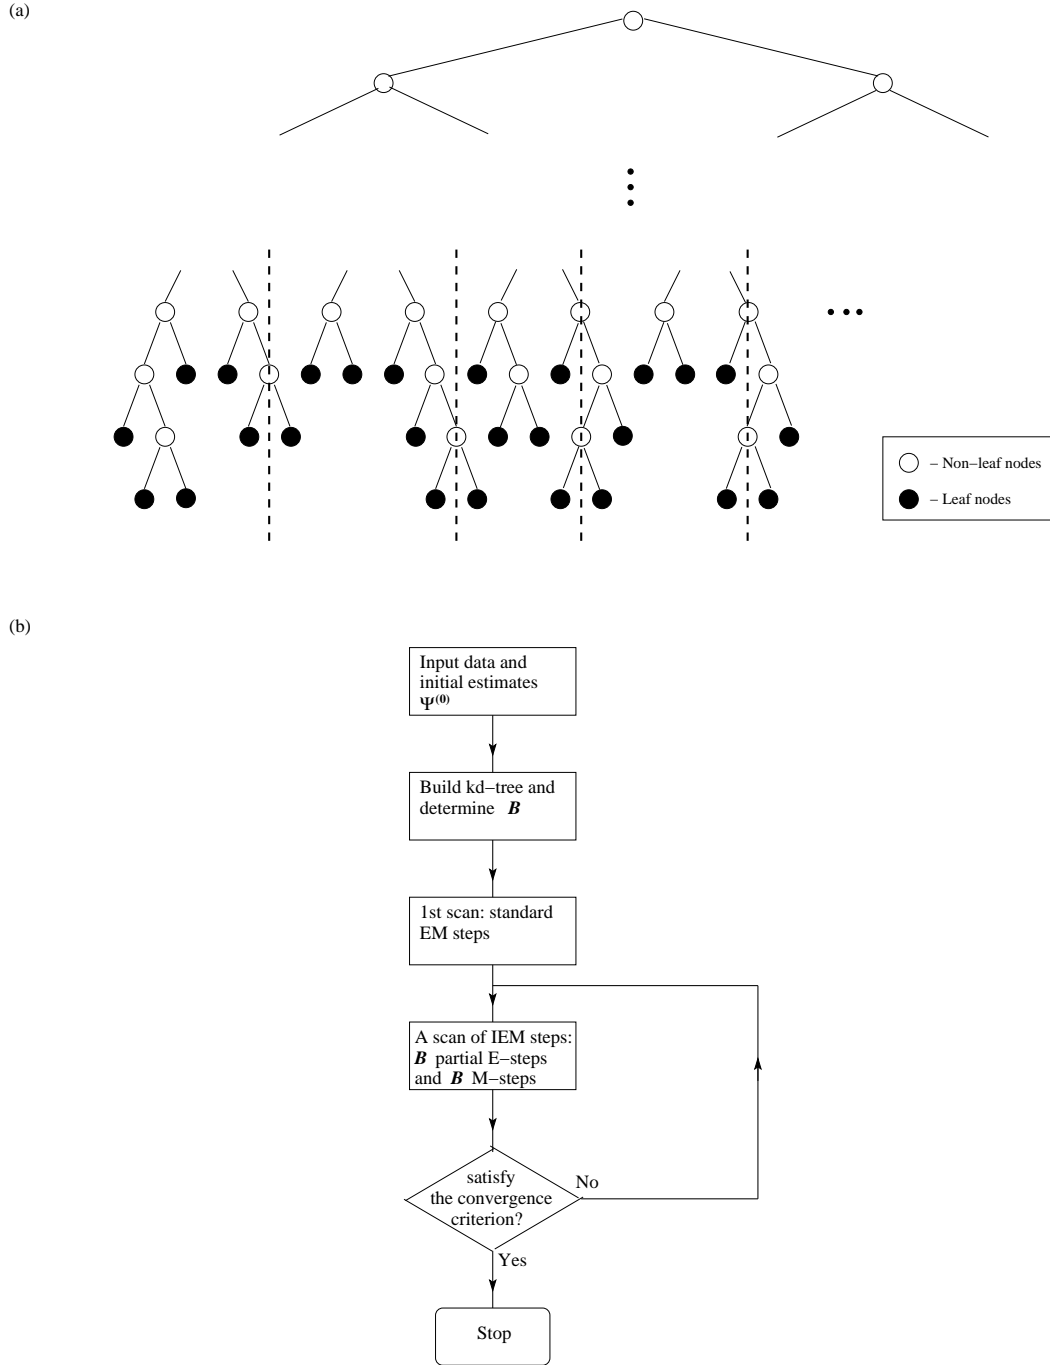 (a)
– Non–leaf nodes
– Leaf nodes
(b)
Input data and
initial estimates
Ψ(0)
Build kd–tree and
determine B
1st scan: standard
EM steps
A scan of IEM steps:
B partial E–steps
and B M–steps
satisfy
the convergence
criterion?
No
Yes
Stop